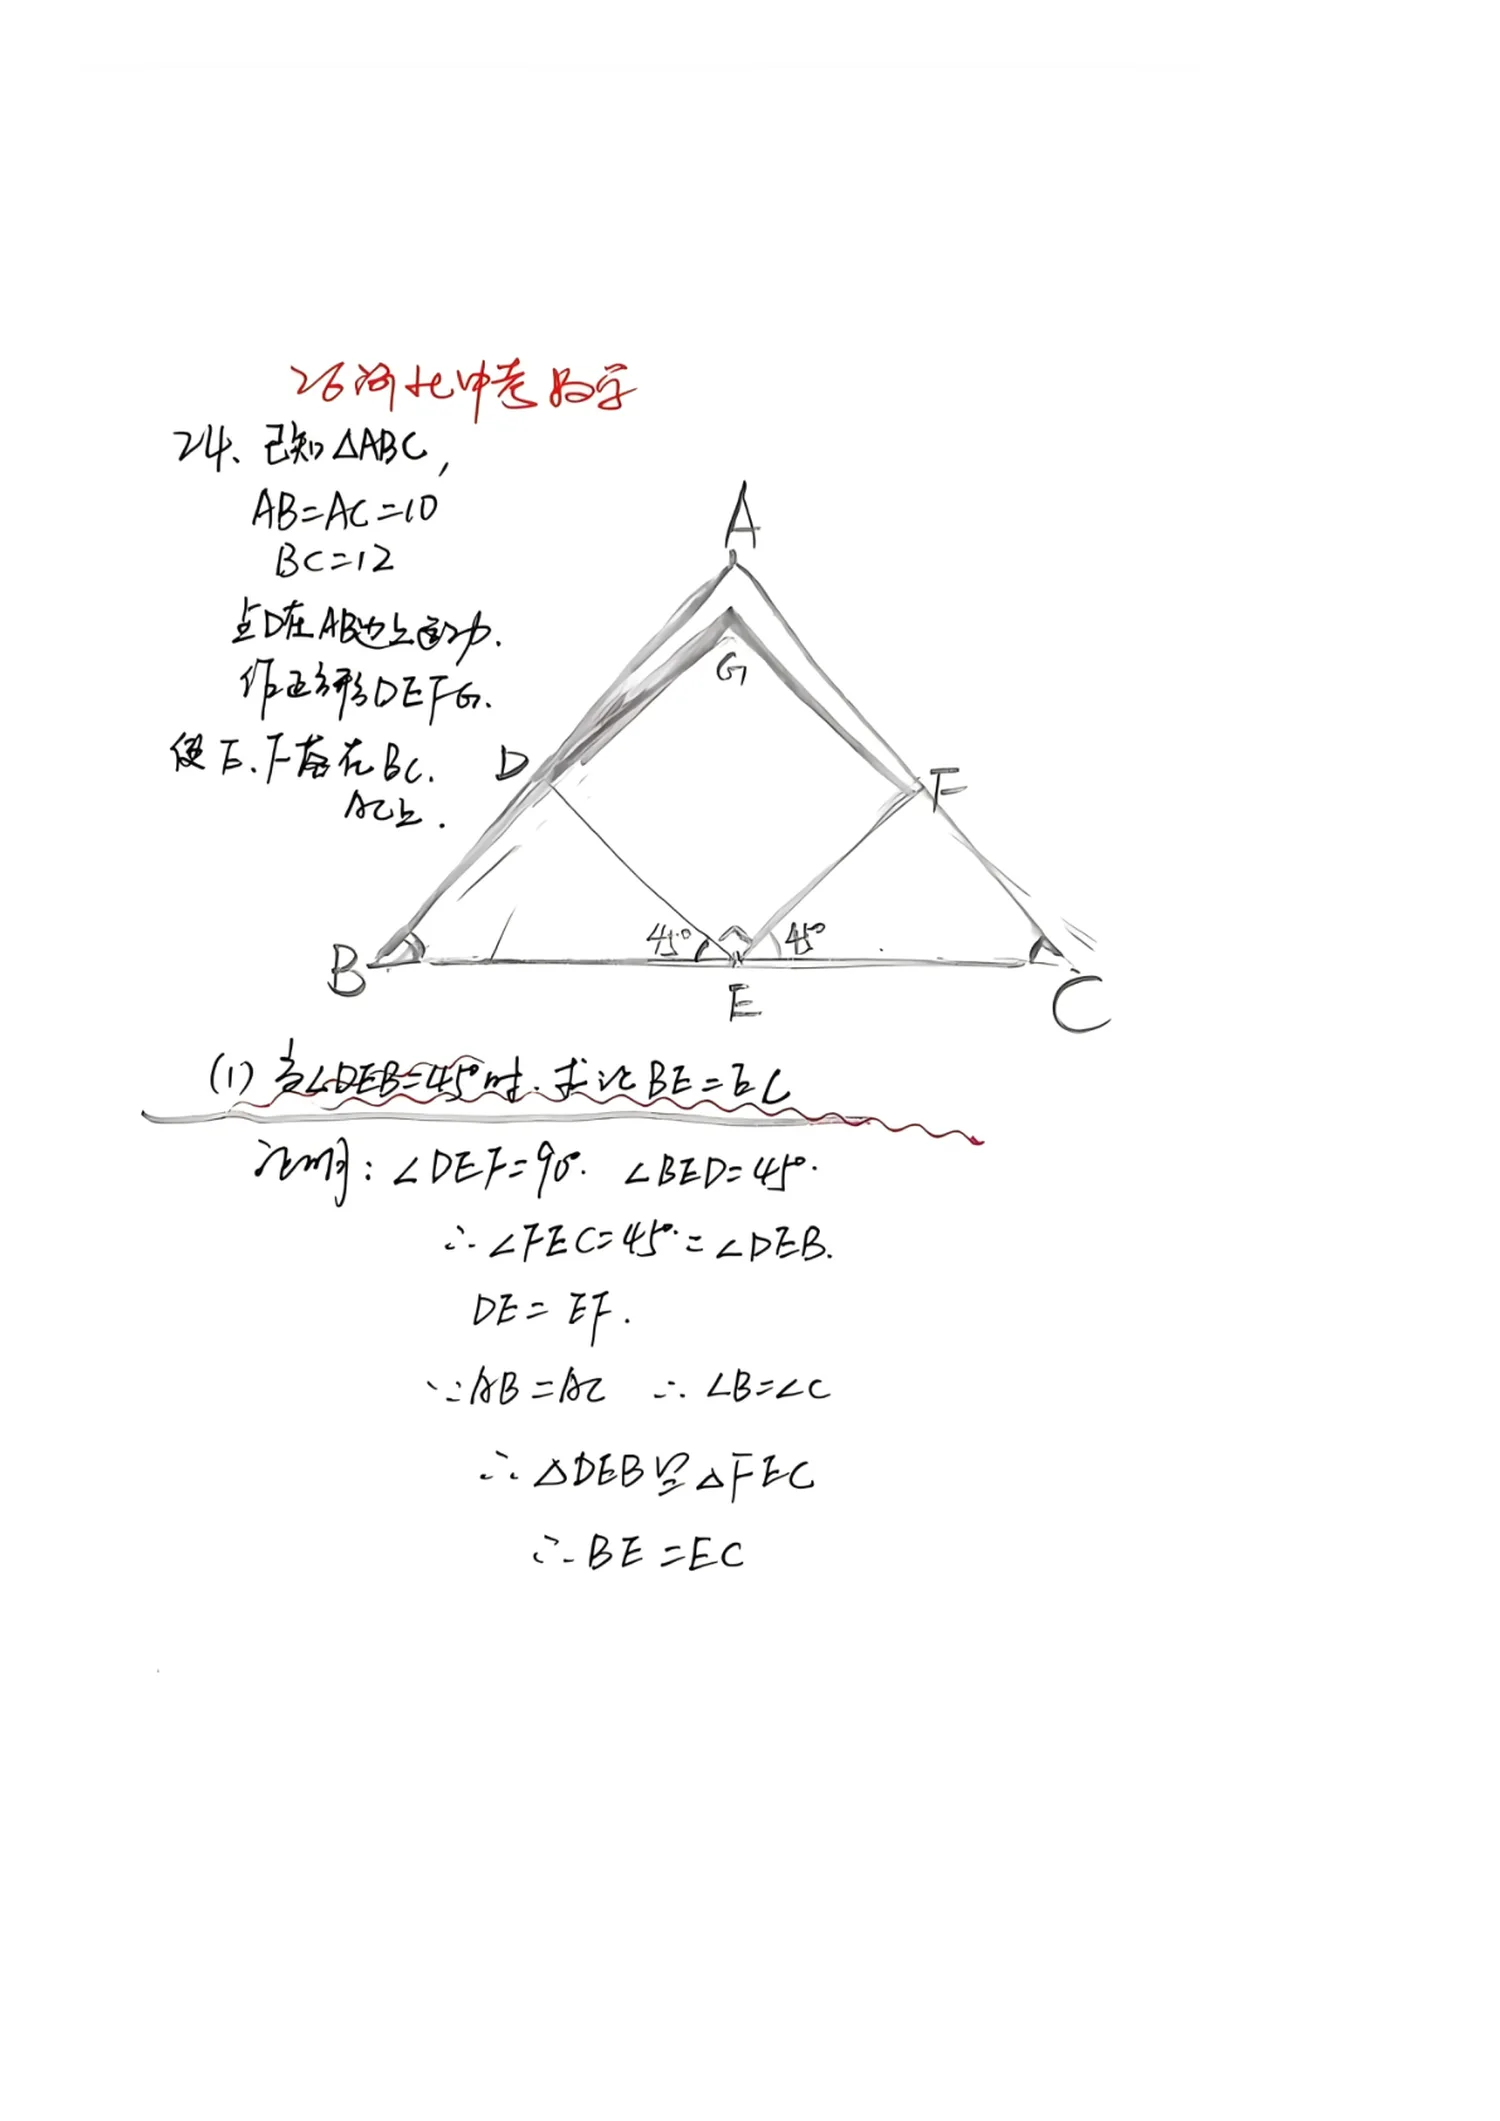 26河北中考数学
24、已知△ABC,
AB=AC=10
BC=12
点D在AB边上运动.
作正方形DEFG.
使E、F落在BC.
AC上.
A
G
D
F
45°
45°
B
E
C
(1) 当∠DEB=45°时.求证BE=EC
证明: ∠DEF=90°. ∠BED=45°.
∴∠FEC=45°=∠DEB.
DE=EF.
∵AB=AC ∴∠B=∠C
∴△DEB≌△FEC
∴BE=EC